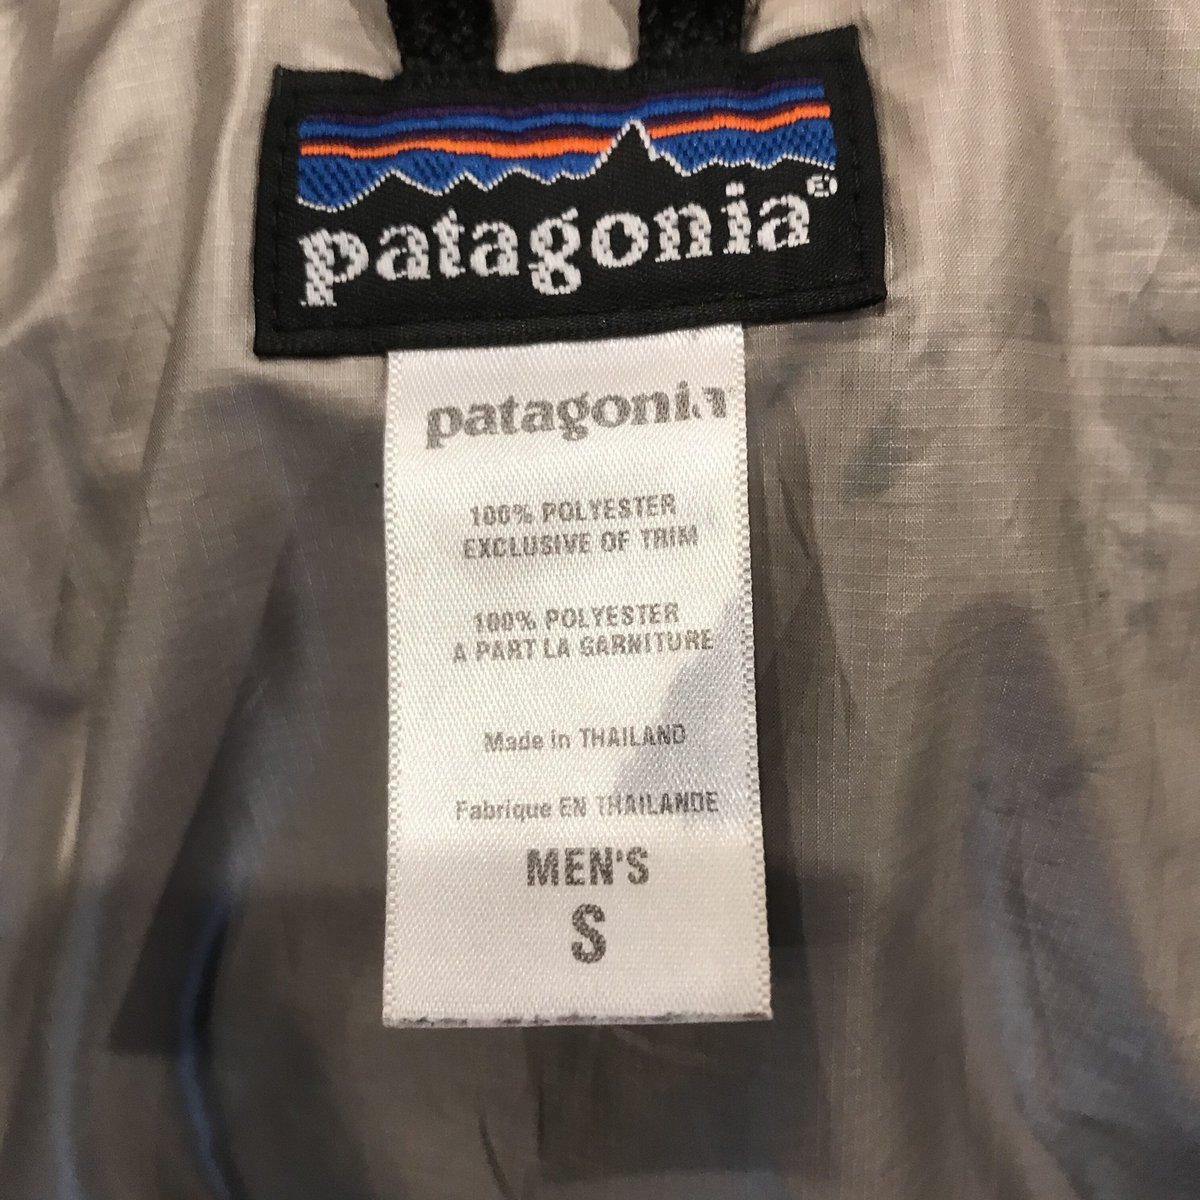 patagonia®
patagonia
100% POLYESTER
EXCLUSIVE OF TRIM
100% POLYESTER
A PART LA GARNITURE
Made in THAILAND
Fabrique EN THAILANDE
MEN'S
S